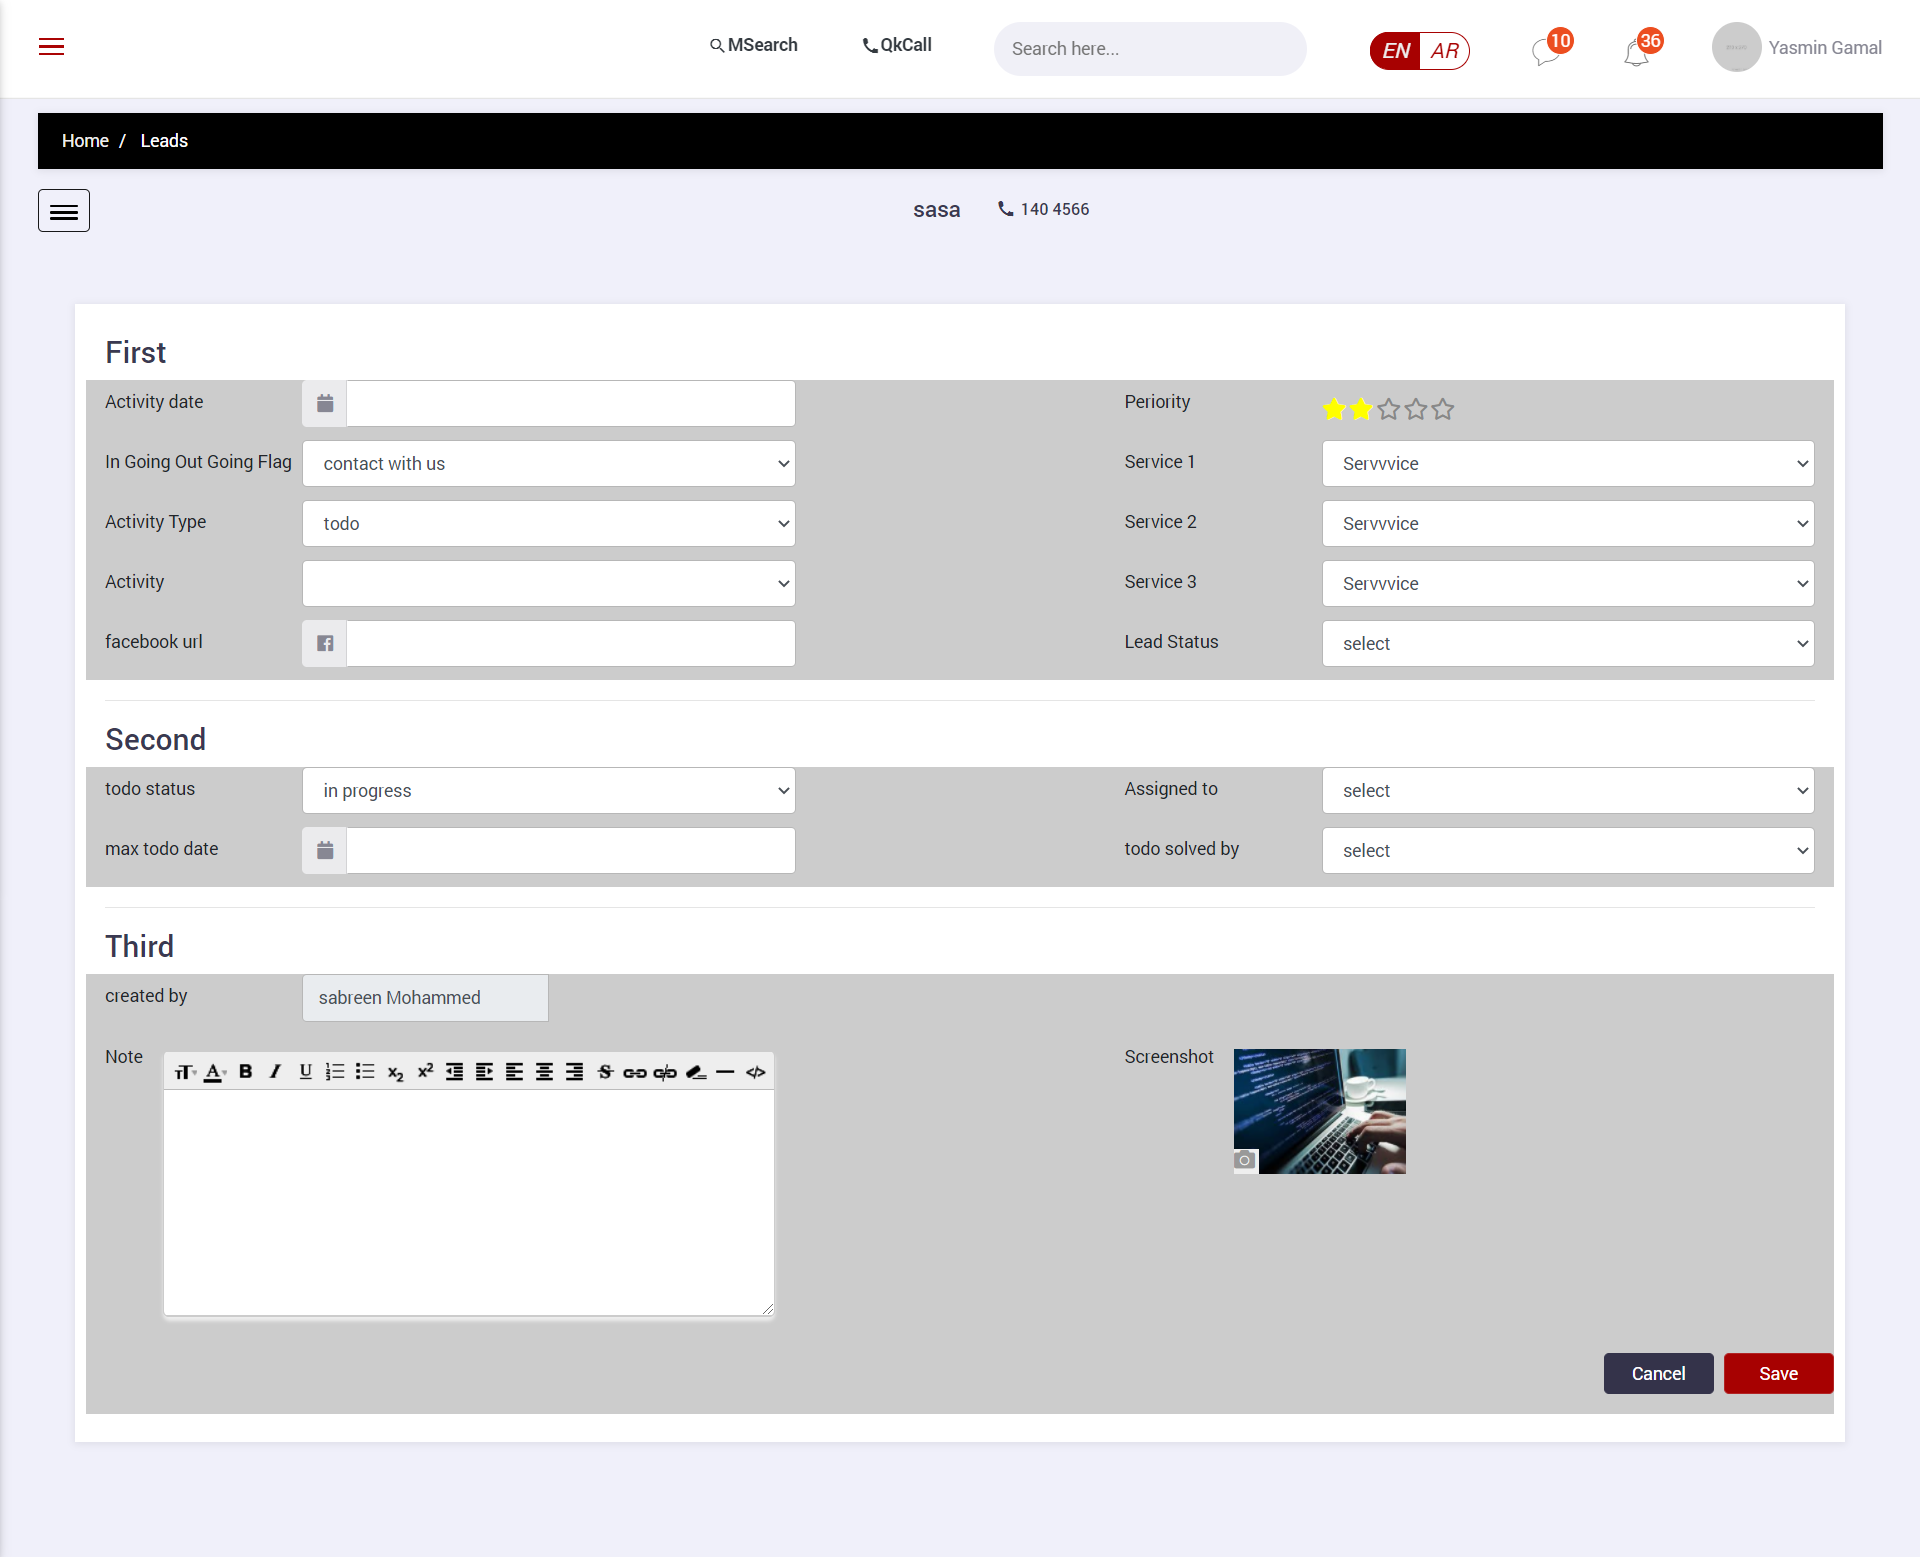 MSearch
QkCall
Search here...
EN AR
10
36
Yasmin Gamal
Home / Leads
sasa
140 4566
First
Activity date
Periority
In Going Out Going Flag
contact with us
Service 1
Servvvice
Activity Type
todo
Service 2
Servvvice
Activity
Service 3
Servvvice
facebook url
Lead Status
select
Second
todo status
in progress
Assigned to
select
max todo date
todo solved by
select
Third
created by
sabreen Mohammed
Note
Screenshot
Cancel
Save